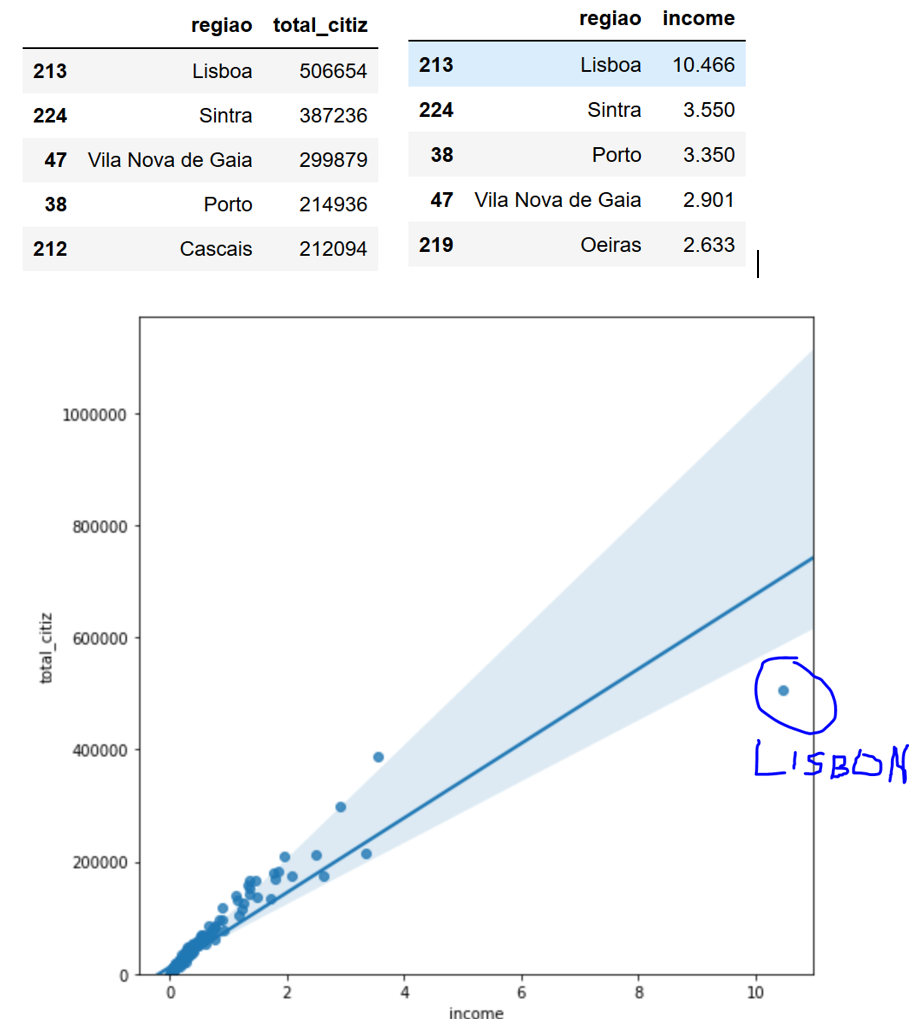 regiao total_citiz
213 Lisboa 506654
224 Sintra 387236
47 Vila Nova de Gaia 299879
38 Porto 214936
212 Cascais 212094
regiao income
213 Lisboa 10.466
224 Sintra 3.550
38 Porto 3.350
47 Vila Nova de Gaia 2.901
219 Oeiras 2.633
total_citiz
1000000
800000
600000
400000
200000
0
LISBON
0 2 4 6 8 10
income